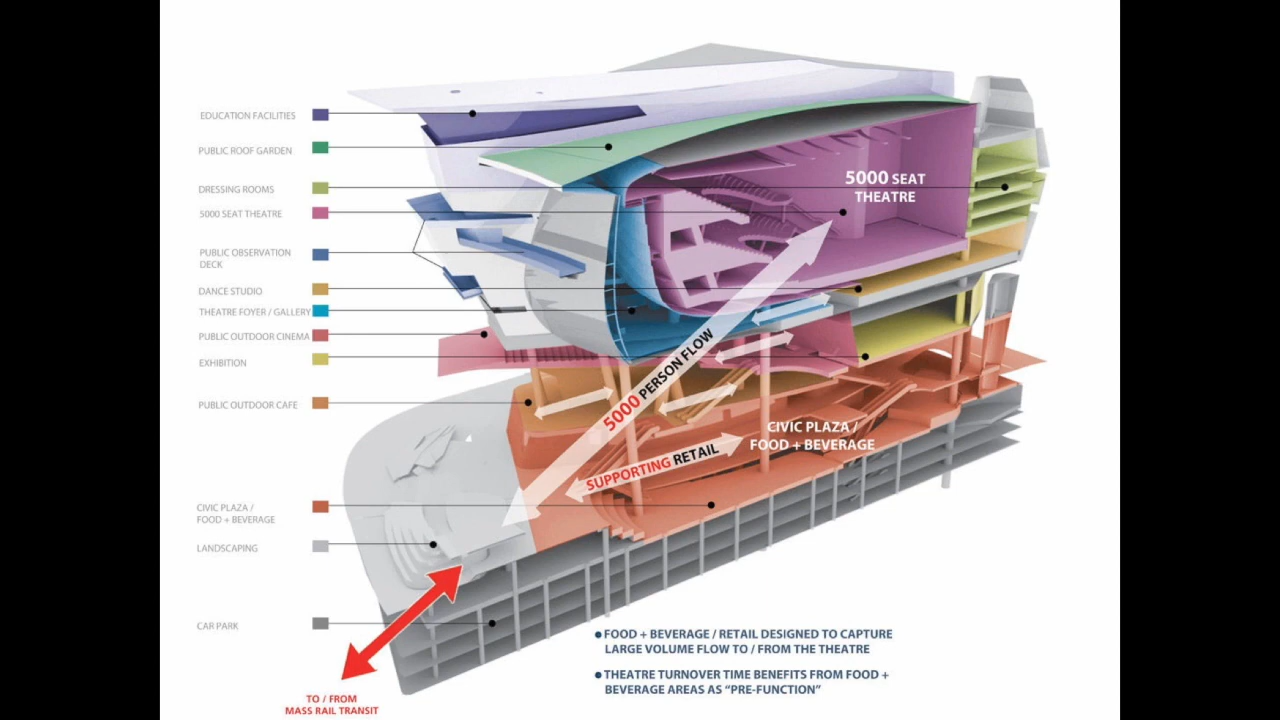 EDUCATION FACILITIES
PUBLIC ROOF GARDEN
DRESSING ROOMS
5000 SEAT THEATRE
PUBLIC OBSERVATION
DECK
DANCE STUDIO
THEATRE FOYER / GALLERY
PUBLIC OUTDOOR CINEMA
EXHIBITION
PUBLIC OUTDOOR CAFE
CIVIC PLAZA /
FOOD + BEVERAGE
LANDSCAPING
CAR PARK
5000 SEAT
THEATRE
5000 PERSON FLOW
SUPPORTING RETAIL
CIVIC PLAZA /
FOOD + BEVERAGE
TO / FROM
MASS RAIL TRANSIT
● FOOD + BEVERAGE / RETAIL DESIGNED TO CAPTURE
LARGE VOLUME FLOW TO / FROM THE THEATRE
● THEATRE TURNOVER TIME BENEFITS FROM FOOD +
BEVERAGE AREAS AS “PRE-FUNCTION”